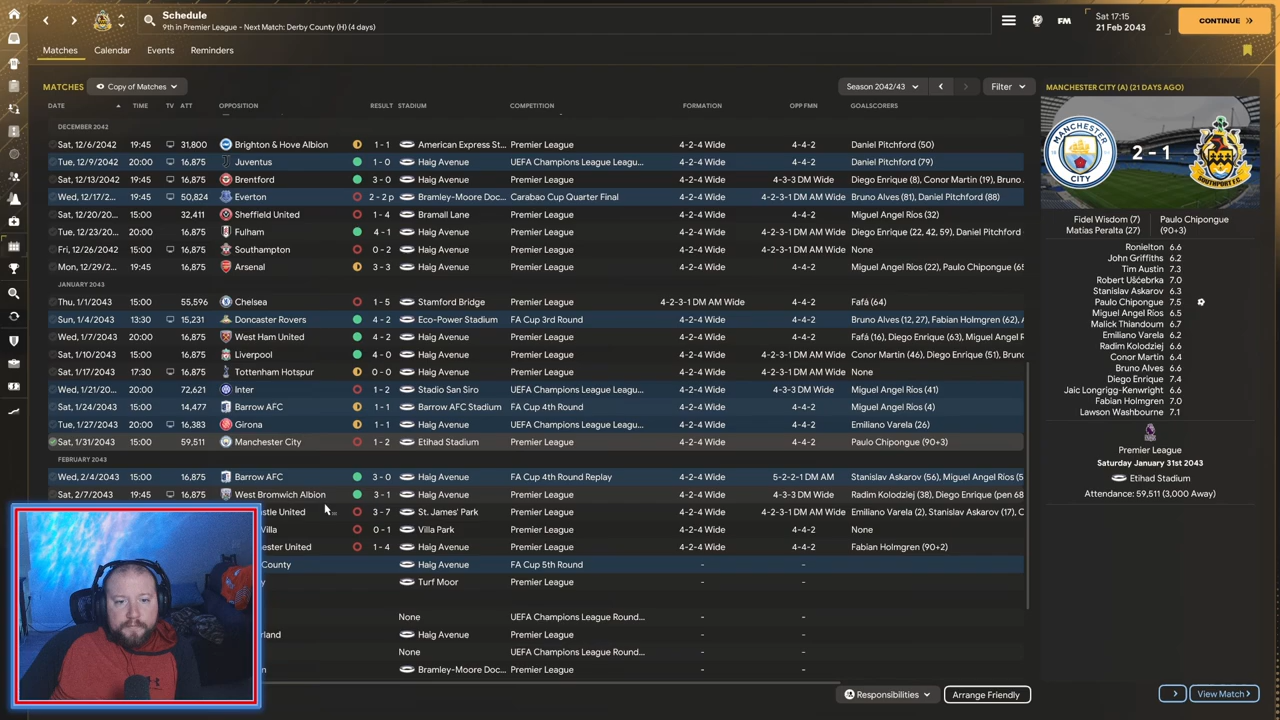 Schedule
9th in Premier League - Next Match: Derby County (H) (4 days)
FM
Sat 17:15
21 Feb 2043
CONTINUE
Matches Calendar Events Reminders
MATCHES Copy of Matches Season 2042/43 Filter
DATE TIME TV ATT OPPOSITION RESULT STADIUM COMPETITION FORMATION OPP FMN GOALSCORERS
DECEMBER 2042
Sat, 12/6/2042 19:45 31,800 Brighton & Hove Albion 1 - 1 American Express St... Premier League 4-2-4 Wide 4-4-2 Daniel Pitchford (50)
Tue, 12/9/2042 20:00 16,875 Juventus 1 - 0 Haig Avenue UEFA Champions League Leagu... 4-2-4 Wide 4-4-2 Daniel Pitchford (79)
Sat, 12/13/2042 19:45 16,875 Brentford 3 - 0 Haig Avenue Premier League 4-2-4 Wide 4-3-3 DM Wide Diego Enrique (8), Conor Martin (19), Bruno
Wed, 12/17/2... 19:45 50,824 Everton 2 - 2 p Bramley-Moore Doc... Carabao Cup Quarter Final 4-2-4 Wide 4-2-3-1 DM AM Wide Bruno Alves (81), Daniel Pitchford (88)
Sat, 12/20/20... 15:00 32,411 Sheffield United 1 - 4 Bramall Lane Premier League 4-2-4 Wide 4-4-2 Miguel Angel Ríos (32)
Tue, 12/23/20... 20:00 16,875 Fulham 4 - 1 Haig Avenue Premier League 4-2-4 Wide 4-4-2 Diego Enrique (22, 42, 59), Daniel Pitchford
Fri, 12/26/2042 15:00 16,875 Southampton 0 - 2 Haig Avenue Premier League 4-2-4 Wide 4-2-3-1 DM AM Wide None
Mon, 12/29/2... 19:45 16,875 Arsenal 3 - 3 Haig Avenue Premier League 4-2-4 Wide 4-4-2 Miguel Angel Ríos (22), Paulo Chipongue (65
JANUARY 2043
Thu, 1/1/2043 15:00 55,596 Chelsea 1 - 5 Stamford Bridge Premier League 4-2-3-1 DM AM Wide 4-4-2 Fafá (64)
Sun, 1/4/2043 13:30 15,231 Doncaster Rovers 4 - 2 Eco-Power Stadium FA Cup 3rd Round 4-2-4 Wide 4-4-2 Bruno Alves (12, 27), Fabian Holmgren (62), A
Wed, 1/7/2043 20:00 16,875 West Ham United 4 - 2 Haig Avenue Premier League 4-2-4 Wide 4-4-2 Fafá (16), Diego Enrique (63), Miguel Angel
Sat, 1/10/2043 15:00 16,875 Liverpool 4 - 0 Haig Avenue Premier League 4-2-4 Wide 4-2-3-1 DM AM Wide Conor Martin (46), Diego Enrique (51), Bruno
Sat, 1/17/2043 17:30 16,875 Tottenham Hotspur 0 - 0 Haig Avenue Premier League 4-2-4 Wide 4-2-3-1 DM AM Wide None
Wed, 1/21/20... 20:00 72,621 Inter 1 - 2 Stadio San Siro UEFA Champions League Leagu... 4-2-4 Wide 4-3-3 DM Wide Miguel Angel Ríos (41)
Sat, 1/24/2043 15:00 14,477 Barrow AFC 1 - 1 Barrow AFC Stadium FA Cup 4th Round 4-2-4 Wide 4-4-2 Miguel Angel Ríos (4)
Tue, 1/27/2043 20:00 16,383 Girona 1 - 1 Haig Avenue UEFA Champions League Leagu... 4-2-4 Wide 4-4-2 Emiliano Varela (26)
Sat, 1/31/2043 15:00 59,511 Manchester City 1 - 2 Etihad Stadium Premier League 4-2-4 Wide 4-4-2 Paulo Chipongue (90+3)
FEBRUARY 2043
Wed, 2/4/2043 20:00 16,875 Barrow AFC 3 - 0 Haig Avenue FA Cup 4th Round Replay 4-2-4 Wide 5-2-2-1 DM AM Stanislav Askarov (56), Miguel Angel Ríos (5
Sat, 2/7/2043 19:45 16,875 West Bromwich Albion 3 - 1 Haig Avenue Premier League 4-2-4 Wide 4-3-3 DM Wide Radim Kolodziej (38), Diego Enrique (pen 68
stle United 3 - 7 St. James' Park Premier League 4-2-4 Wide 4-2-3-1 DM AM Wide Emiliano Varela (2), Stanislav Askarov (17), C
Villa 0 - 1 Villa Park Premier League 4-2-4 Wide 4-4-2 None
ester United 1 - 4 Haig Avenue Premier League 4-2-4 Wide 4-4-2 Fabian Holmgren (90+2)
County Haig Avenue FA Cup 5th Round - -
y Turf Moor Premier League - -
None UEFA Champions League Round... - -
rland Haig Avenue Premier League - -
None UEFA Champions League Round... - -
n Bramley-Moore Doc... Premier League - -
Responsibilities Arrange Friendly
MANCHESTER CITY (A) (21 DAYS AGO)
MANCHESTER CITY
2 - 1
SOUTHPORT F.C.
Fidel Wisdom (7) Paulo Chipongue
Matías Peralta (27) (90+3)
Ronielton 6.6
John Griffiths 6.2
Tim Austin 7.3
Robert Ušćebrka 7.0
Stanislav Askarov 6.3
Paulo Chipongue 7.5
Miguel Angel Ríos 6.5
Malick Thiandoum 6.7
Emiliano Varela 6.2
Radim Kolodziej 6.6
Conor Martin 6.4
Bruno Alves 6.6
Diego Enrique 7.4
Jaic Longrigg-Kenwright 6.6
Fabian Holmgren 7.0
Lawson Washbourne 7.1
Premier League
Saturday January 31st 2043
Etihad Stadium
Attendance: 59,511 (3,000 Away)
View Match